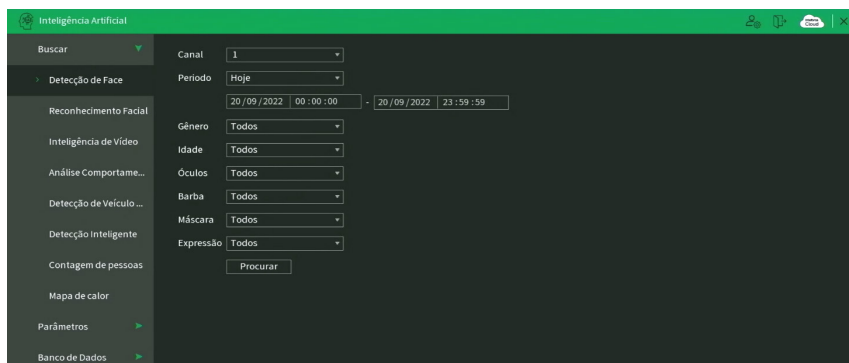 Inteligência Artificial
Buscar
Detecção de Face
Reconhecimento Facial
Inteligência de Vídeo
Análise Comportame...
Detecção de Veículo ...
Detecção Inteligente
Contagem de pessoas
Mapa de calor
Parâmetros
Banco de Dados
Canal 1
Periodo Hoje
20/09/2022 00:00:00 - 20/09/2022 23:59:59
Gênero Todos
Idade Todos
Óculos Todos
Barba Todos
Máscara Todos
Expressão Todos
Procurar